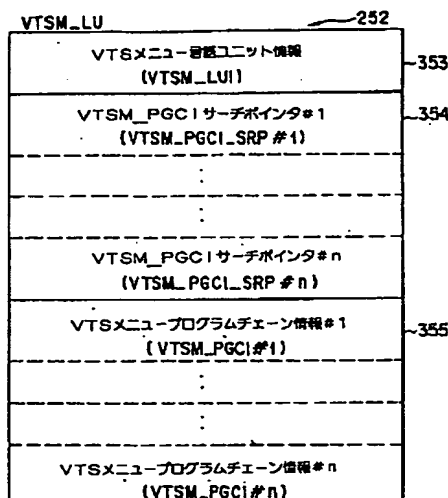 VTSM_LU 252
VTSメニュー言語ユニット情報 353
(VTSM_LUI)
VTSM_PGCIサーチポインタ#1 354
(VTSM_PGCI_SRP #1)
VTSM_PGCIサーチポインタ#n
(VTSM_PGCI_SRP #n)
VTSメニュープログラムチェーン情報#1 355
(VTSM_PGCI#1)
VTSメニュープログラムチェーン情報#n
(VTSM_PGCI#n)